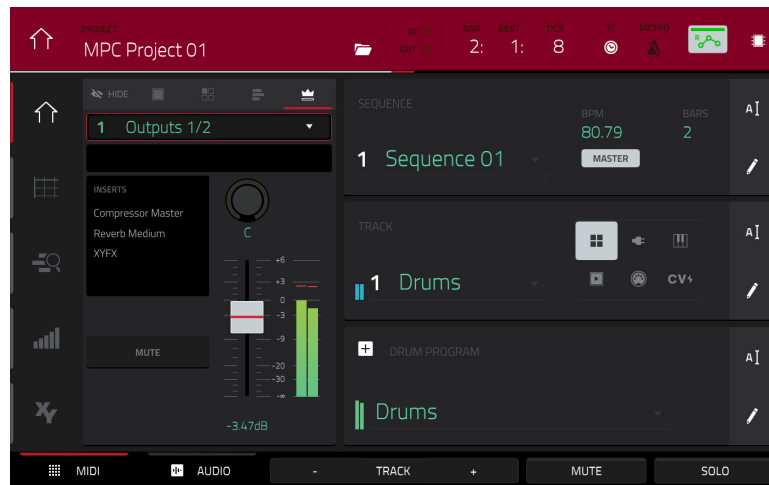 PROJECT
MPC Project 01
IN
OUT
BAR BEAT TICK TC METRO
2: 1: 8
R
HIDE
1 Outputs 1/2
INSERTS
Compressor Master
Reverb Medium
XYFX
C
+6
+3
0
-3
-9
-20
-30
-∞
MUTE
-3.47dB
SEQUENCE
1 Sequence 01
BPM
80.79
MASTER
BARS
2
A
TRACK
1 Drums
CV
A
DRUM PROGRAM
Drums
A
XY
MIDI AUDIO - TRACK + MUTE SOLO